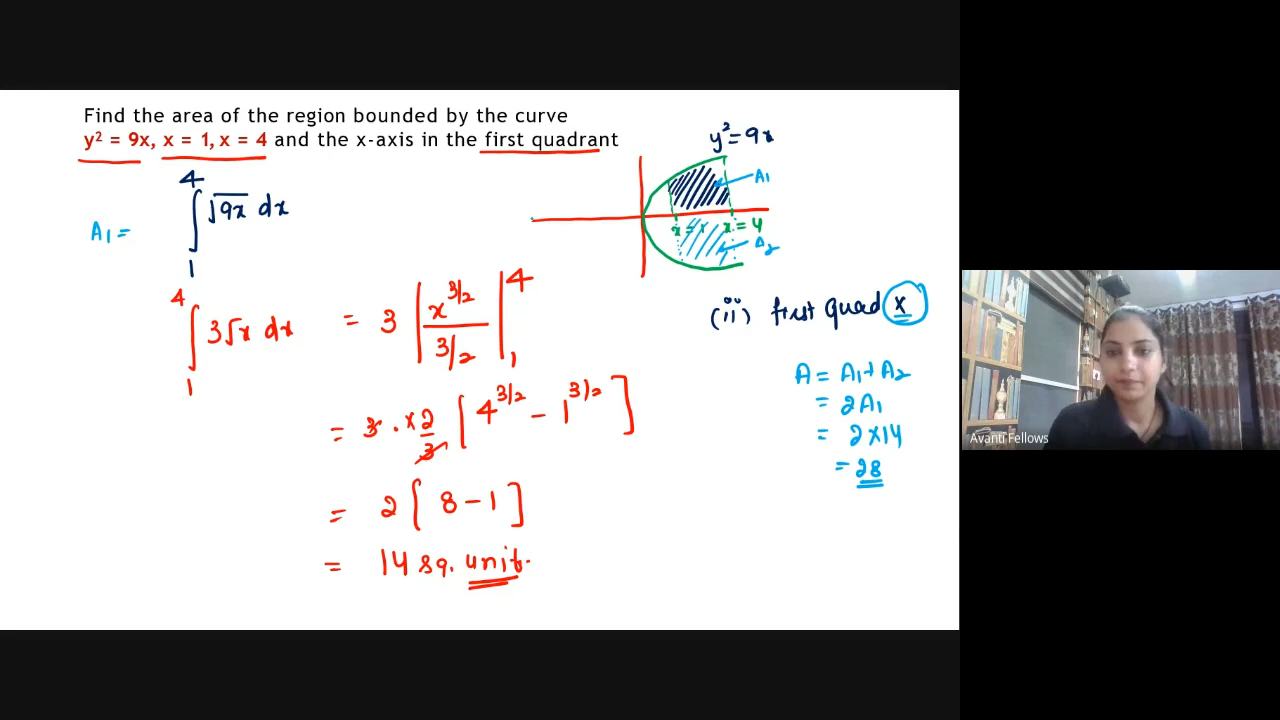 Find the area of the region bounded by the curve
y² = 9x, x = 1, x = 4 and the x-axis in the first quadrant
y² = 9x
A₁
x = 1 x = 4
A₂
A₁ = ∫₁⁴ √9x dx
∫₁⁴ 3√x dx = 3 | x^3/2 / 3/2 |₁⁴
= 3 · × 2/3 [ 4^3/2 − 1^3/2 ]
= 2 [ 8 − 1 ]
= 14 sq. unit.
(ii) first quad x
A = A₁ + A₂
= 2A₁
= 2 × 14
= 28
Avanti Fellows